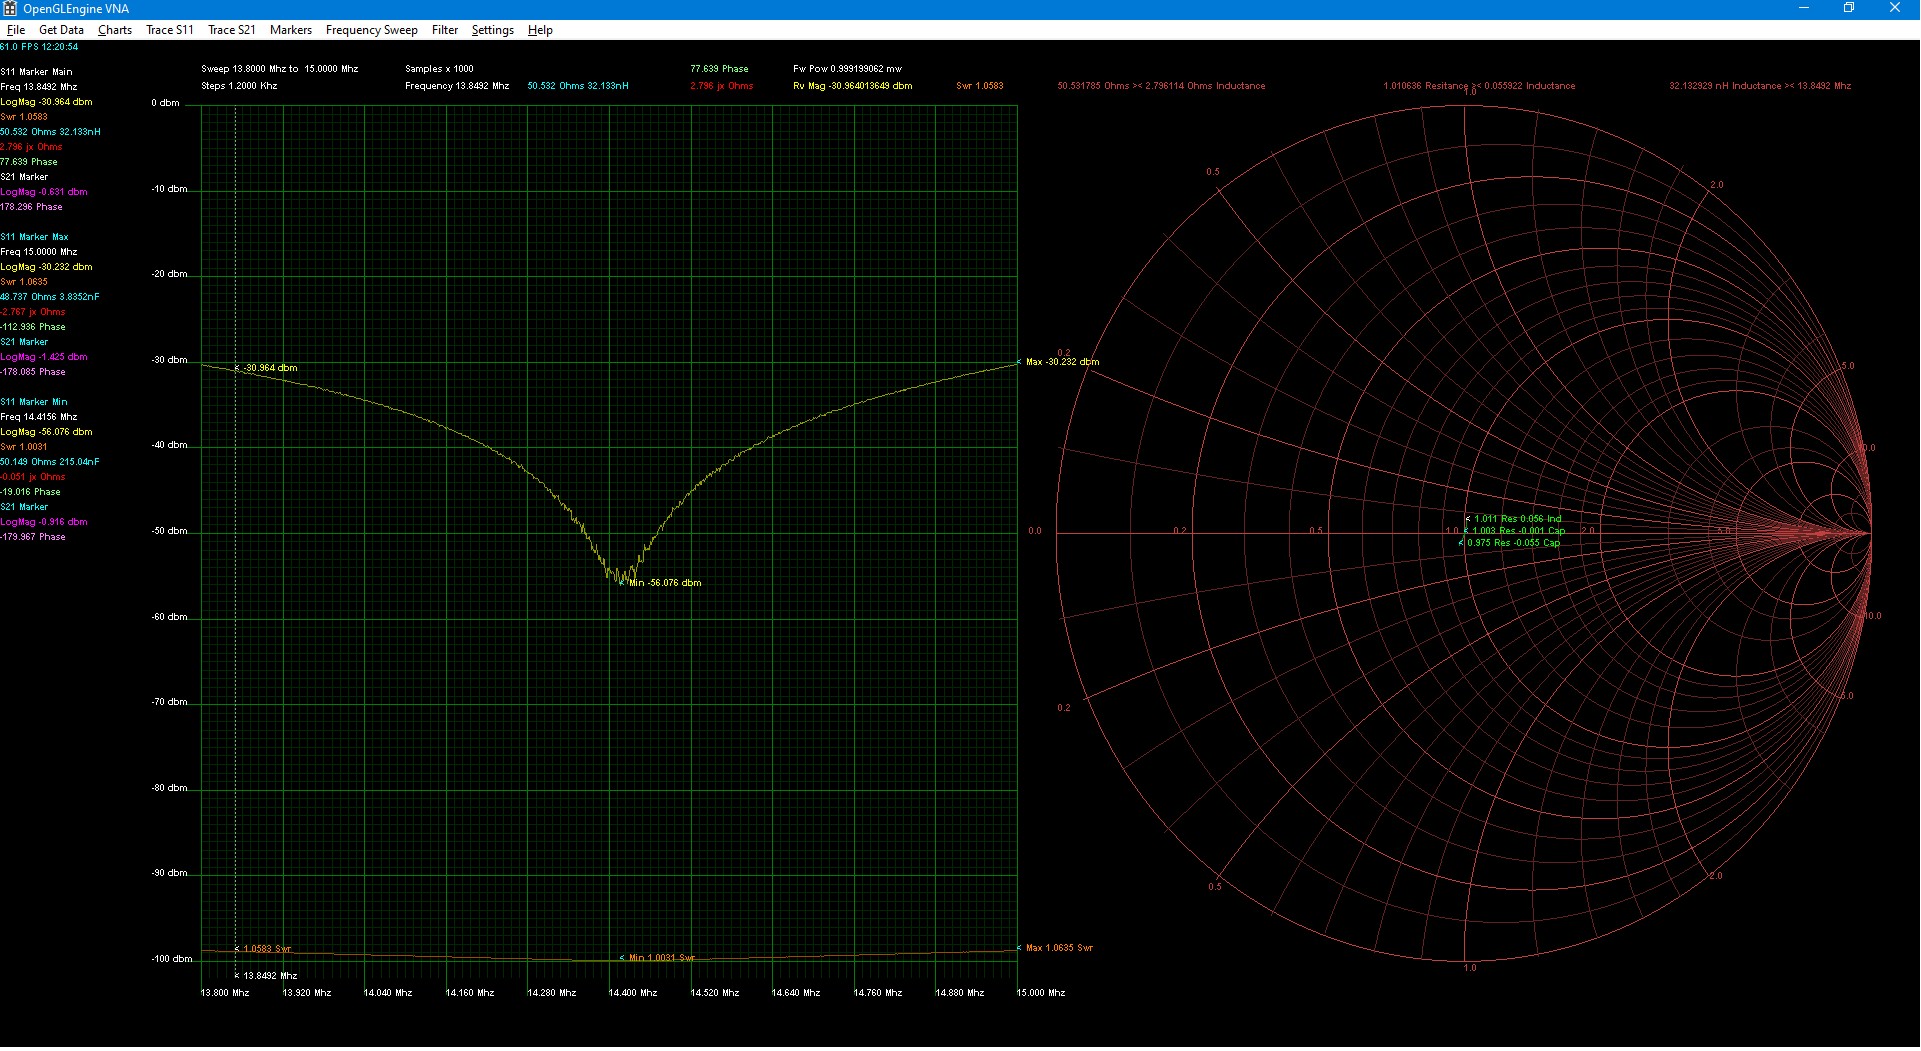 OpenGLEngine VNA
File Get Data Charts Trace S11 Trace S21 Markers Frequency Sweep Filter Settings Help
61.0 FPS 12:20:54
S11 Marker Main
Freq 13.8492 Mhz
LogMag -30.964 dbm
Swr 1.0583
50.532 Ohms 32.133nH
2.796 jx Ohms
77.639 Phase
S21 Marker
LogMag -0.631 dbm
178.296 Phase
S11 Marker Max
Freq 15.0000 Mhz
LogMag -30.232 dbm
Swr 1.0635
48.737 Ohms 3.8352nF
-2.767 jx Ohms
-112.936 Phase
S21 Marker
LogMag -1.425 dbm
-178.085 Phase
S11 Marker Min
Freq 14.4156 Mhz
LogMag -56.076 dbm
Swr 1.0031
50.149 Ohms 215.04nF
-0.051 jx Ohms
-19.016 Phase
S21 Marker
LogMag -0.916 dbm
-179.967 Phase
Sweep 13.8000 Mhz to 15.0000 Mhz Samples x 1000 77.639 Phase Fw Pow 0.999199062 mw
Steps 1.2000 Khz Frequency 13.8492 Mhz 50.532 Ohms 32.133nH 2.796 jx Ohms Rv Mag -30.964013649 dbm Swr 1.0583
0 dbm
-10 dbm
-20 dbm
-30 dbm
-40 dbm
-50 dbm
-60 dbm
-70 dbm
-80 dbm
-90 dbm
-100 dbm
< -30.964 dbm
< Max -30.232 dbm
< Min -56.076 dbm
< 1.0583 Swr
< Min 1.0031 Swr
< Max 1.0635 Swr
< 13.8492 Mhz
13.800 Mhz 13.920 Mhz 14.040 Mhz 14.160 Mhz 14.280 Mhz 14.400 Mhz 14.520 Mhz 14.640 Mhz 14.760 Mhz 14.880 Mhz 15.000 Mhz
50.531785 Ohms >< 2.796114 Ohms Inductance 1.010636 Resitance >< 0.055922 Inductance 32.132929 nH Inductance >< 13.8492 Mhz
1.0
0.5
2.0
0.2
5.0
10.0
< 1.011 Res 0.056 Ind
< 1.003 Res -0.001 Cap
< 0.975 Res -0.055 Cap
0.0 0.2 0.5 1.0 2.0 5.0
10.0
5.0
0.2
2.0
0.5
1.0